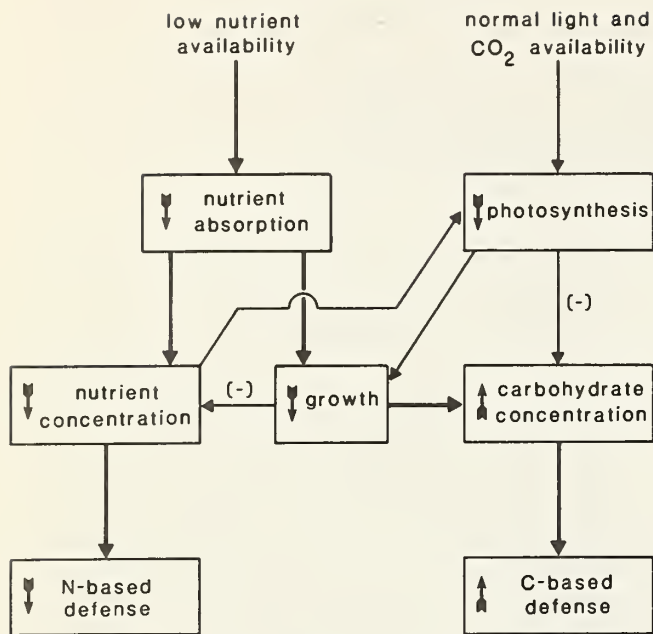 low nutrient
availability
normal light and
CO2 availability
nutrient
absorption
photosynthesis
(-)
nutrient
concentration
(-)
growth
carbohydrate
concentration
N-based
defense
C-based
defense